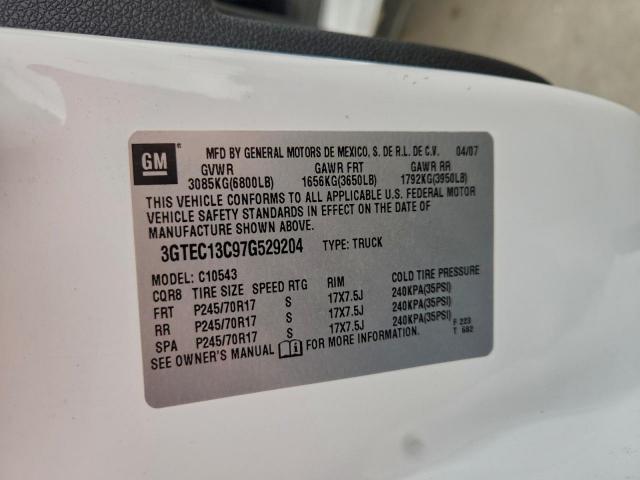 GM
MFD BY GENERAL MOTORS DE MEXICO, S. DE R.L. DE C.V. 04/07
GVWR GAWR FRT GAWR RR
3085KG(6800LB) 1656KG(3650LB) 1792KG(3950LB)
THIS VEHICLE CONFORMS TO ALL APPLICABLE U.S. FEDERAL MOTOR
VEHICLE SAFETY STANDARDS IN EFFECT ON THE DATE OF
MANUFACTURE SHOWN ABOVE.
3GTEC13C97G529204 TYPE: TRUCK
MODEL: C10543
CQR8 TIRE SIZE SPEED RTG RIM COLD TIRE PRESSURE
FRT P245/70R17 S 17X7.5J 240KPA(35PSI)
RR P245/70R17 S 17X7.5J 240KPA(35PSI)
SPA P245/70R17 S 17X7.5J 240KPA(35PSI)
SEE OWNER'S MANUAL FOR MORE INFORMATION. F 223
T 682